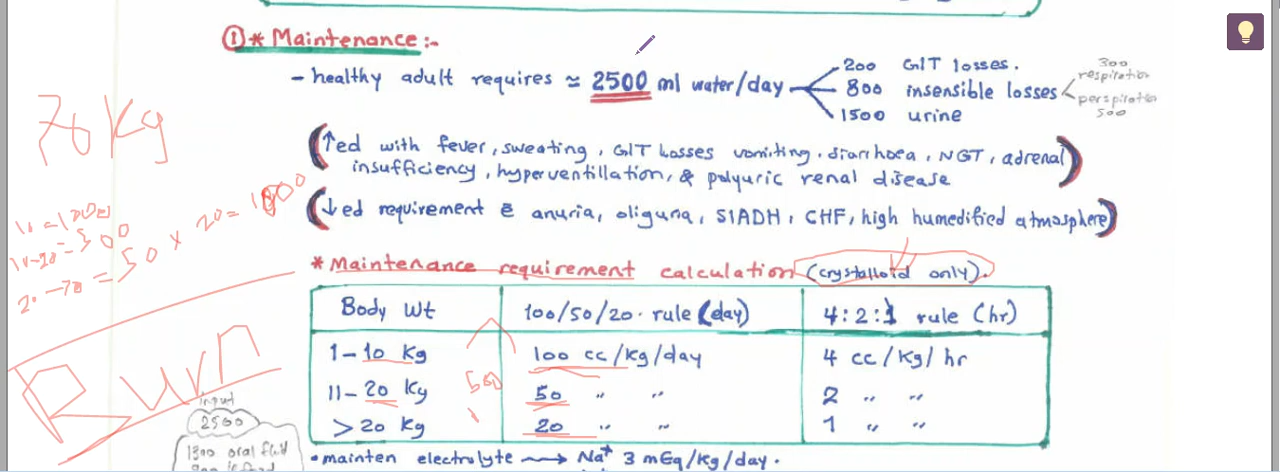 ① * Maintenance :-
- healthy adult requires ≃ 2500 ml water/day
200 GIT losses.
800 insensible losses
1500 urine
300
respiration
perspiration
500
(↑ed with fever, sweating, GIT Losses vomiting. diarrhoea, NGT, adrenal
insufficiency, hyperventillation, & polyuric renal disease)
(↓ed requirement c̄ anuria, oliguria, SIADH, CHF, high humedified atmosphere)
70 Kg
10 = 1000
11-20 = 500
20-70 = 50 x 20 = 1000
Burn
* Maintenance requirement calculation (crystalloid only).
Body Wt 100/50/20. rule (day) 4:2:1 rule (hr)
1-10 Kg 100 cc/Kg/day 4 cc/Kg/hr
11-20 Kg 50 " " 2 " "
>20 Kg 20 " " 1 " "
500
input
2500
1300 oral fluid
• mainten electrolyte → Na+ 3 mEq/Kg/day.